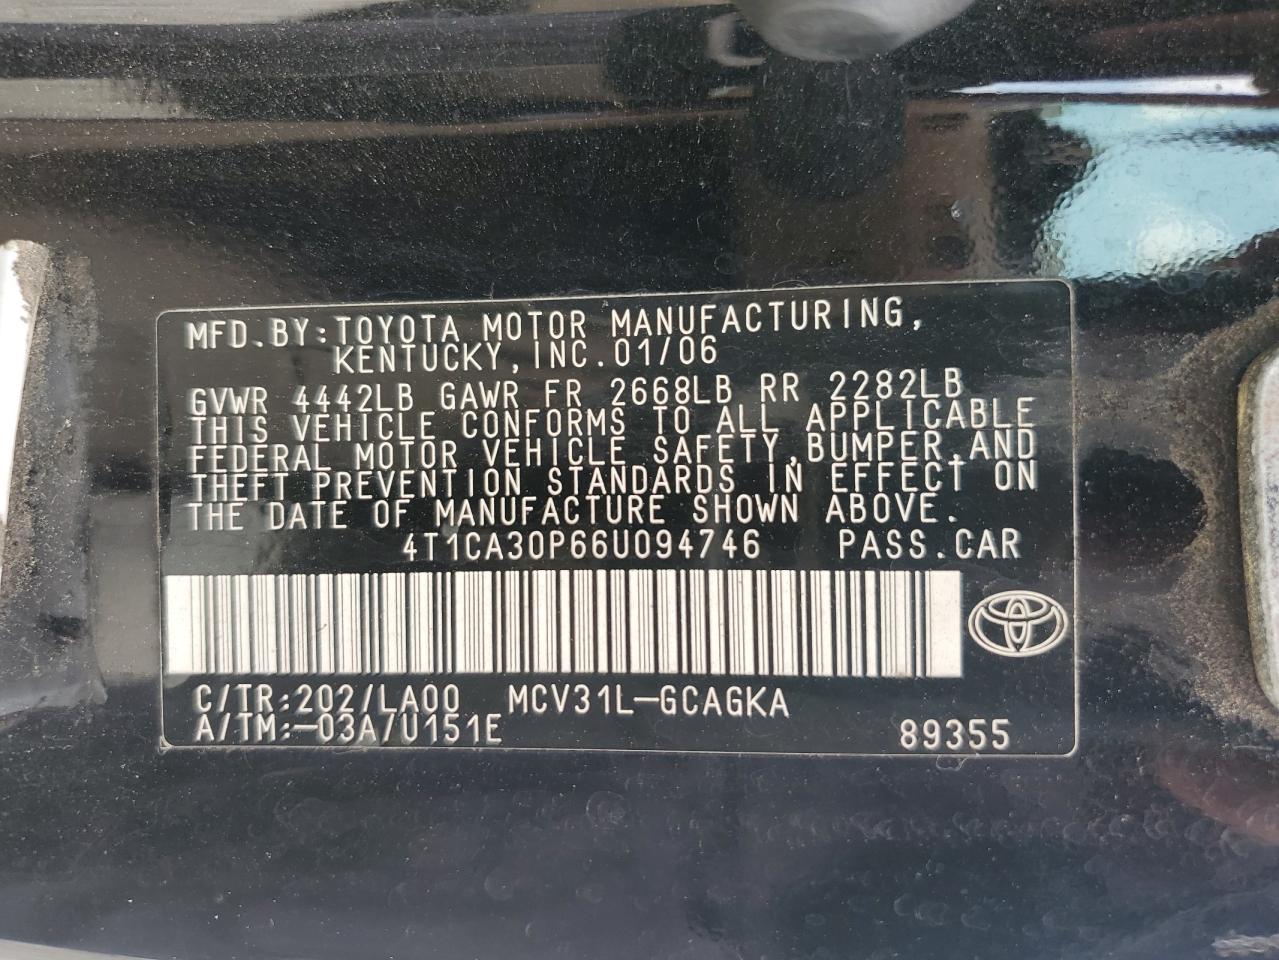 MFD.BY:TOYOTA MOTOR MANUFACTURING,
KENTUCKY, INC.01/06
GVWR 4442LB GAWR FR 2668LB RR 2282LB
THIS VEHICLE CONFORMS TO ALL APPLICABLE
FEDERAL MOTOR VEHICLE SAFETY,BUMPER,AND
THEFT PREVENTION STANDARDS IN EFFECT ON
THE DATE OF MANUFACTURE SHOWN ABOVE.
4T1CA30P66U094746 PASS.CAR
C/TR:202/LA00 MCV31L-GCAGKA
A/TM:-03A/U151E 89355